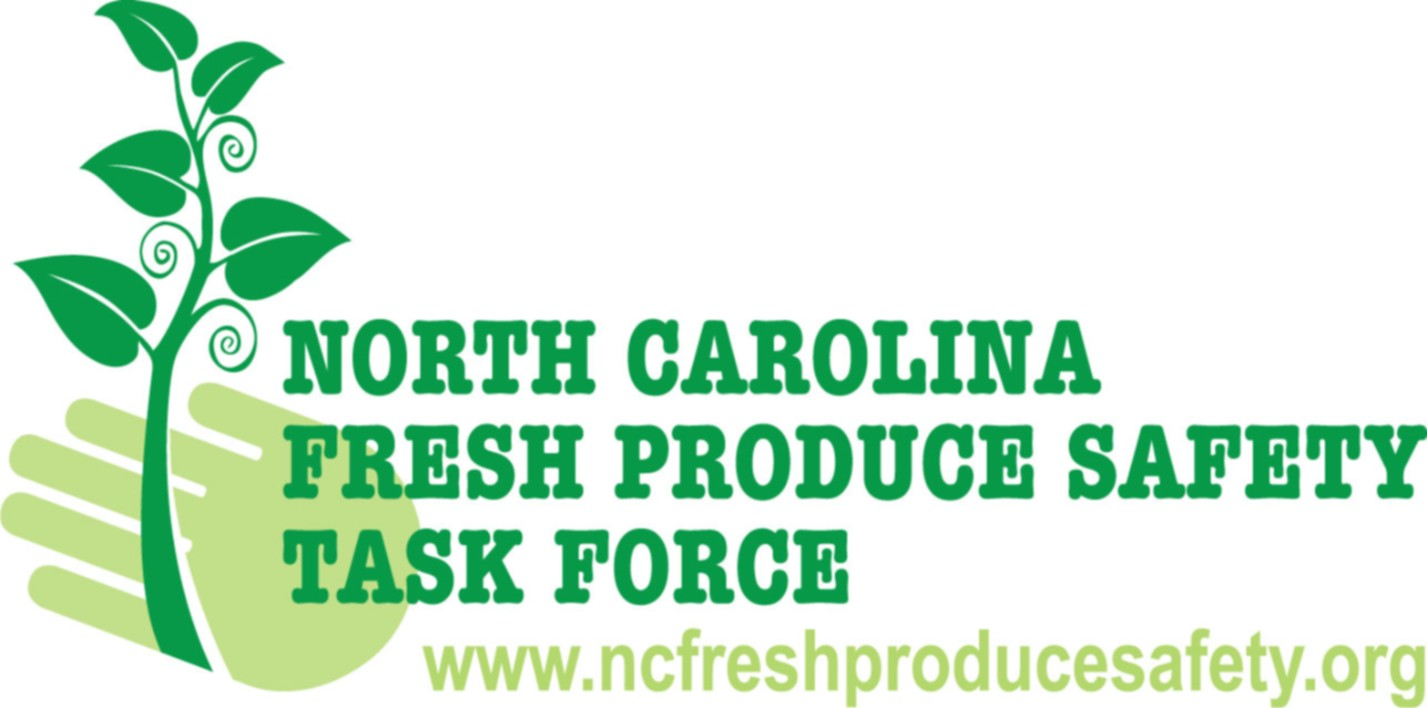 NORTH CAROLINA
FRESH PRODUCE SAFETY
TASK FORCE
www.ncfreshproducesafety.org